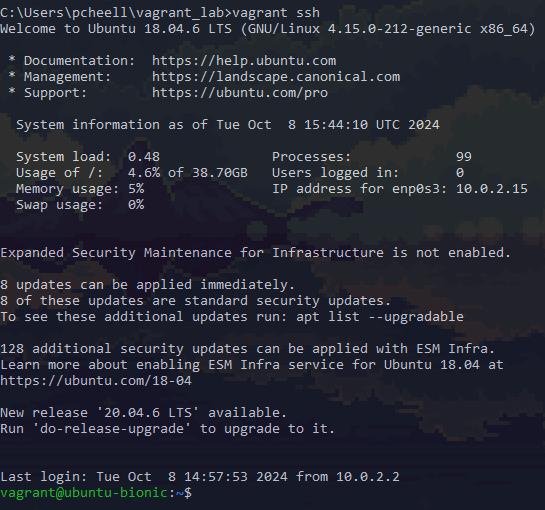 C:\Users\pcheell\vagrant_lab>vagrant ssh
Welcome to Ubuntu 18.04.6 LTS (GNU/Linux 4.15.0-212-generic x86_64)
* Documentation:  https://help.ubuntu.com
* Management:     https://landscape.canonical.com
* Support:        https://ubuntu.com/pro
System information as of Tue Oct  8 15:44:10 UTC 2024
System load:  0.48              Processes:             99
Usage of /:   4.6% of 38.70GB   Users logged in:       0
Memory usage: 5%                IP address for enp0s3: 10.0.2.15
Swap usage:   0%
Expanded Security Maintenance for Infrastructure is not enabled.
8 updates can be applied immediately.
8 of these updates are standard security updates.
To see these additional updates run: apt list --upgradable
128 additional security updates can be applied with ESM Infra.
Learn more about enabling ESM Infra service for Ubuntu 18.04 at
https://ubuntu.com/18-04
New release '20.04.6 LTS' available.
Run 'do-release-upgrade' to upgrade to it.
Last login: Tue Oct  8 14:57:53 2024 from 10.0.2.2
vagrant@ubuntu-bionic:~$